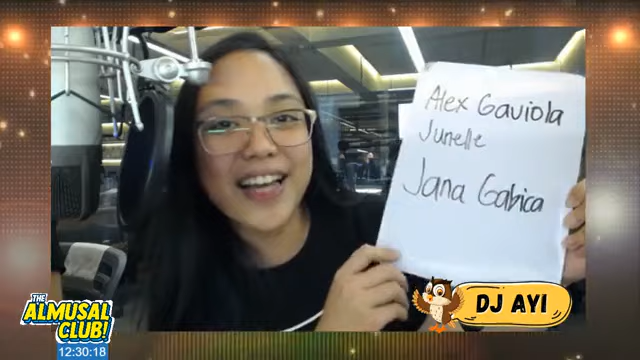 Alex Gaviola
Junelle
Jana Gabica
DJ AYI
THE
ALMUSAL
CLUB!
12:30:18